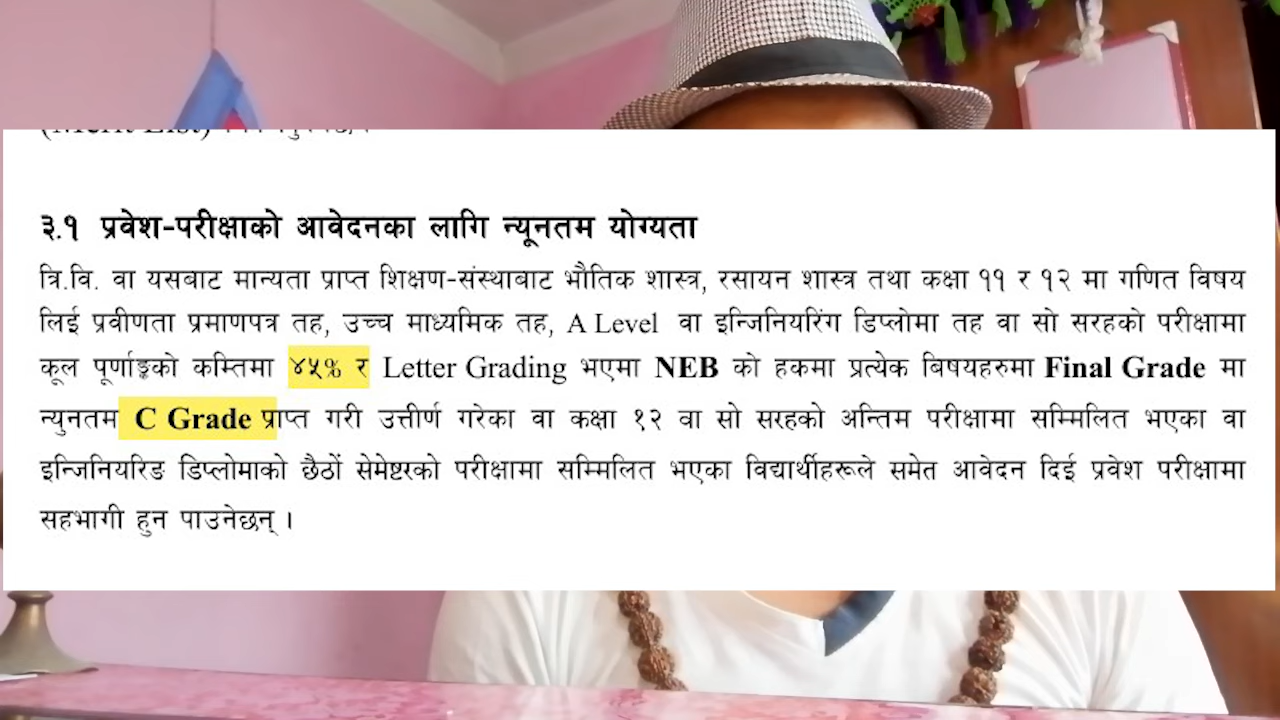 ३.१ प्रवेश-परीक्षाको आवेदनका लागि न्यूनतम योग्यता
त्रि.वि. वा यसबाट मान्यता प्राप्त शिक्षण-संस्थाबाट भौतिक शास्त्र, रसायन शास्त्र तथा कक्षा ११ र १२ मा गणित विषय
लिई प्रवीणता प्रमाणपत्र तह, उच्च माध्यमिक तह, A Level वा इन्जिनियरिंग डिप्लोमा तह वा सो सरहको परीक्षामा
कूल पूर्णाङ्कको कम्तिमा ४५% र Letter Grading भएमा NEB को हकमा प्रत्येक बिषयहरुमा Final Grade मा
न्युनतम C Grade प्राप्त गरी उत्तीर्ण गरेका वा कक्षा १२ वा सो सरहको अन्तिम परीक्षामा सम्मिलित भएका वा
इन्जिनियरिङ डिप्लोमाको छैठों सेमेष्टरको परीक्षामा सम्मिलित भएका विद्यार्थीहरूले समेत आवेदन दिई प्रवेश परीक्षामा
सहभागी हुन पाउनेछन् ।